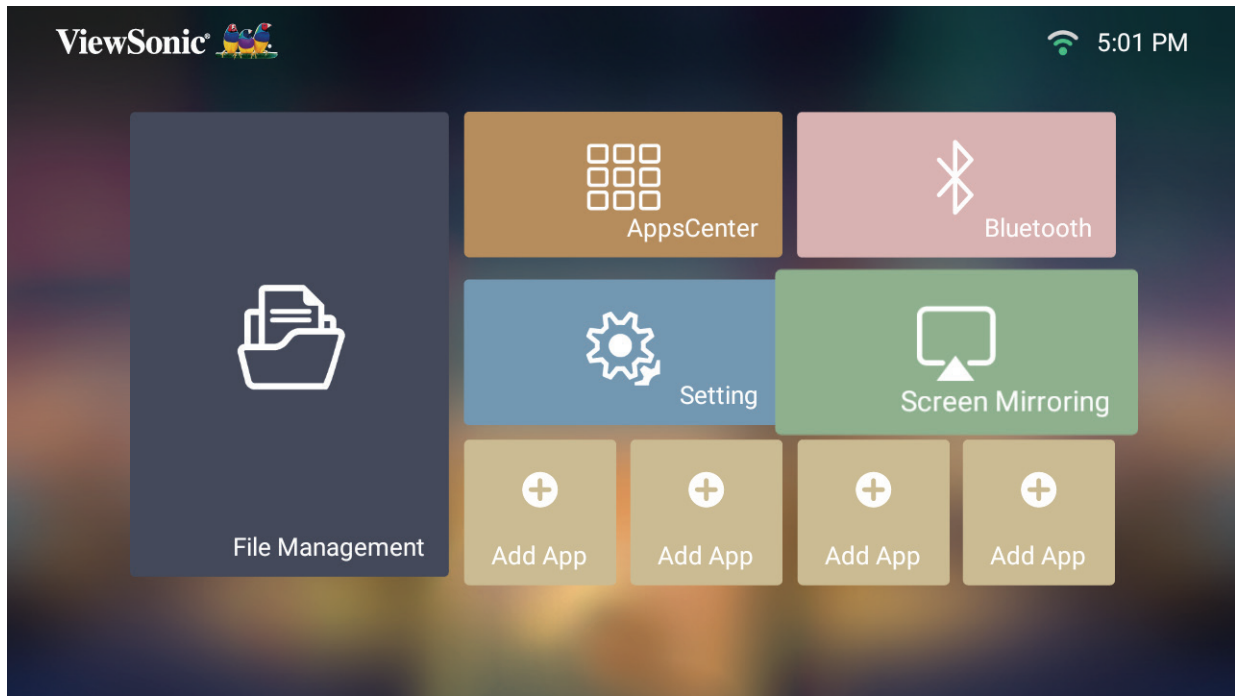 ViewSonic®
5:01 PM
AppsCenter
Bluetooth
Setting
Screen Mirroring
File Management
Add App
Add App
Add App
Add App